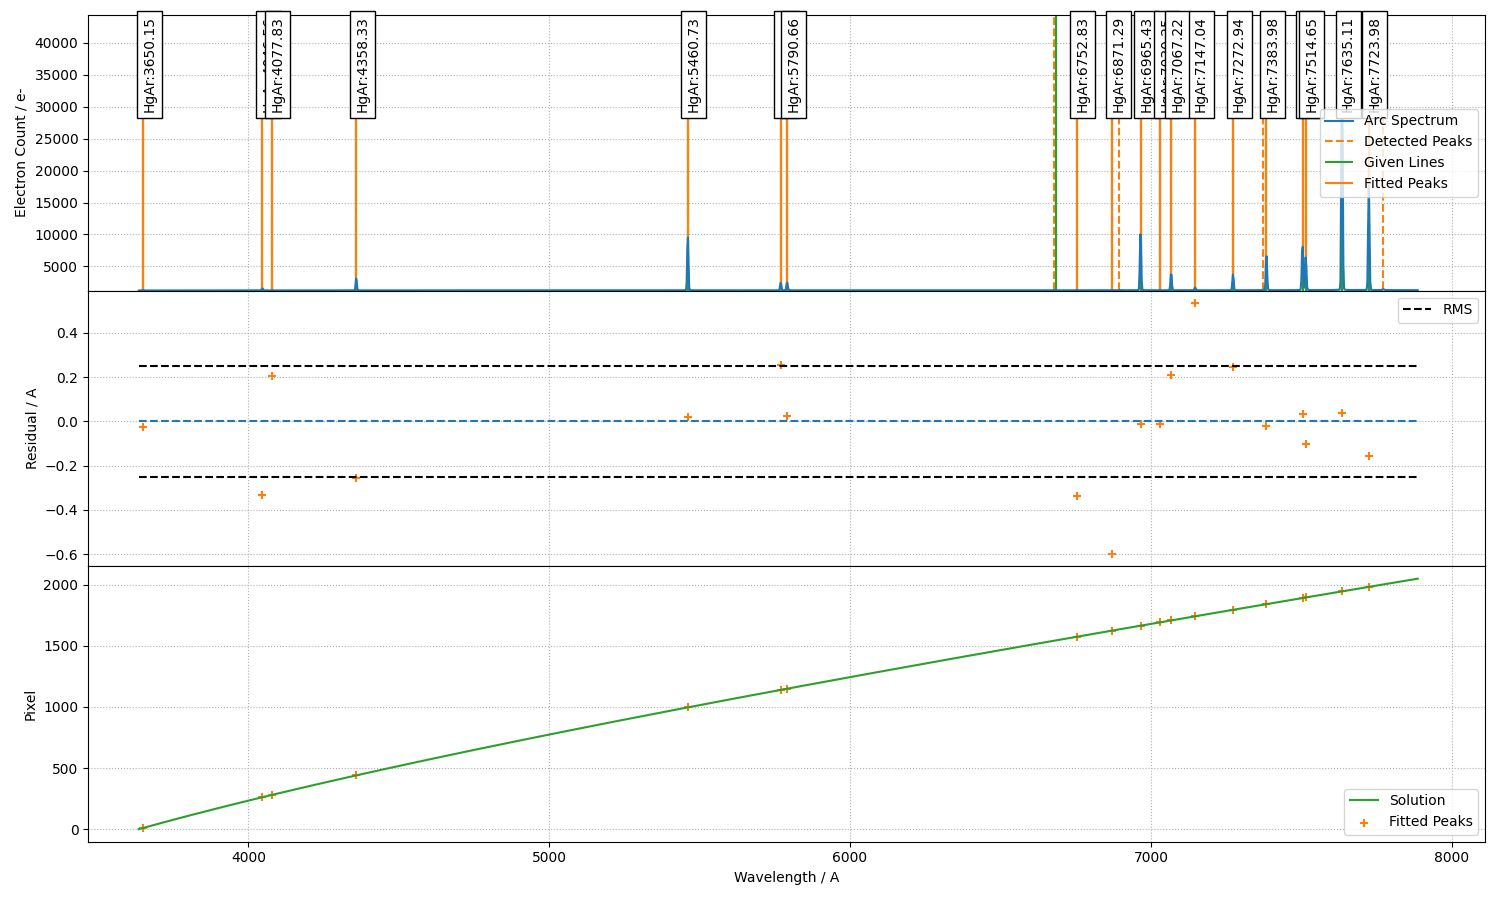 HgAr:3650.15
HgAr:4077.83
HgAr:4358.33
HgAr:5460.73
HgAr:5790.66
HgAr:6752.83
HgAr:6871.29
HgAr:6965.43
HgAr:7067.22
HgAr:7147.04
HgAr:7272.94
HgAr:7383.98
HgAr:7514.65
HgAr:7635.11
HgAr:7723.98
Electron Count / e-
40000
35000
30000
25000
20000
15000
10000
5000
Arc Spectrum
Detected Peaks
Given Lines
Fitted Peaks
Residual / A
0.4
0.2
0.0
−0.2
−0.4
−0.6
RMS
Pixel
2000
1500
1000
500
0
Solution
Fitted Peaks
4000 5000 6000 7000 8000
Wavelength / A